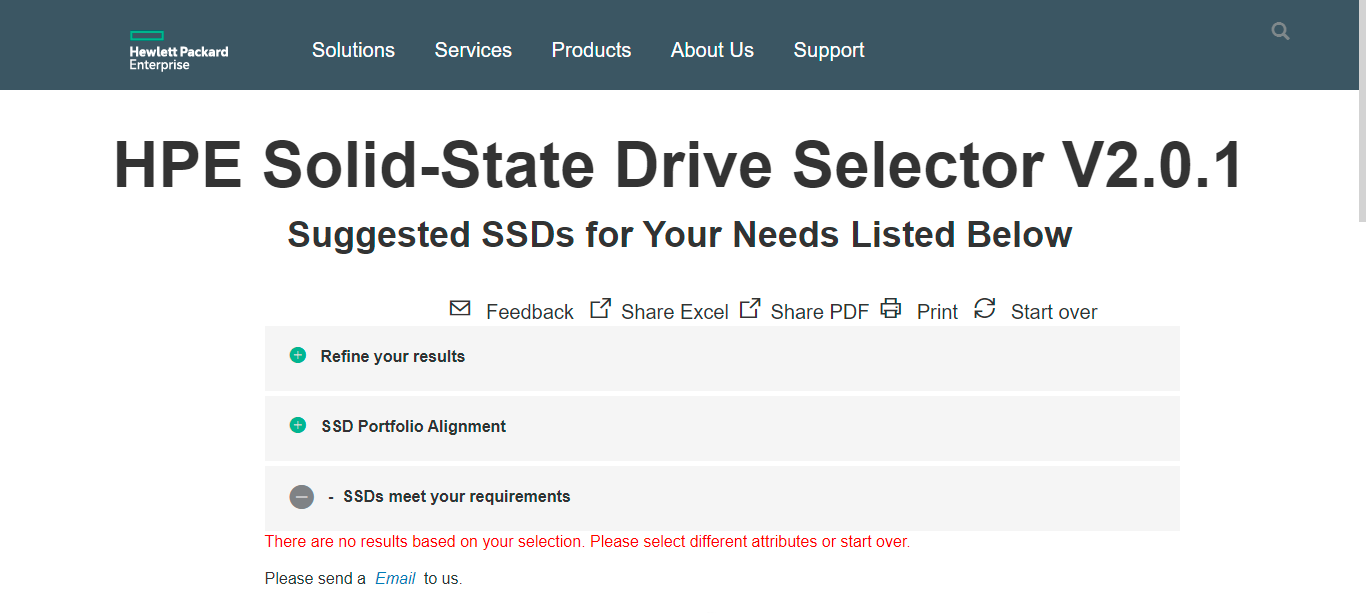 Hewlett Packard
Enterprise
Solutions Services Products About Us Support
HPE Solid-State Drive Selector V2.0.1
Suggested SSDs for Your Needs Listed Below
Feedback Share Excel Share PDF Print Start over
Refine your results
SSD Portfolio Alignment
- SSDs meet your requirements
There are no results based on your selection. Please select different attributes or start over.
Please send a Email to us.